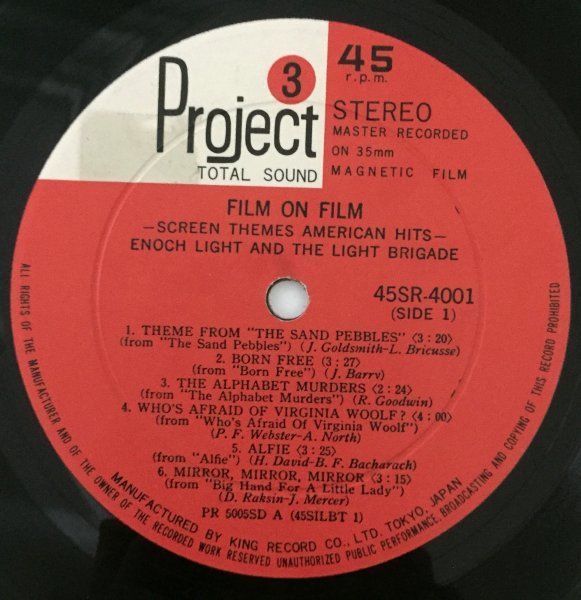 Project 3
TOTAL SOUND
45
r.p.m.
STEREO
MASTER RECORDED
ON 35mm
MAGNETIC FILM
FILM ON FILM
—SCREEN THEMES AMERICAN HITS—
ENOCH LIGHT AND THE LIGHT BRIGADE
45SR-4001
(SIDE 1)
1. THEME FROM "THE SAND PEBBLES" (3:20)
(from "The Sand Pebbles") (J. Goldsmith-L. Bricusse)
2. BORN FREE (3:27)
(from "Born Free") (J. Barry)
3. THE ALPHABET MURDERS (2:24)
(from "The Alphabet Murders") (R. Goodwin)
4. WHO'S AFRAID OF VIRGINIA WOOLF? (4:00)
(from "Who's Afraid Of Virginia Woolf")
(P. F. Webster-A. North)
5. ALFIE (3:25)
(from "Alfie") (H. David-B. F. Bacharach)
6. MIRROR, MIRROR, MIRROR (3:15)
(from "Big Hand For A Little Lady")
(D. Raksin-J. Mercer)
PR 5005SD A (45SILBT 1)
MANUFACTURED BY KING RECORD CO., LTD. TOKYO, JAPAN
ALL RIGHTS OF THE MANUFACTURER AND OF THE OWNER OF THE RECORDED WORK RESERVED UNAUTHORIZED PUBLIC PERFORMANCE, BROADCASTING AND COPYING OF THIS RECORD PROHIBITED